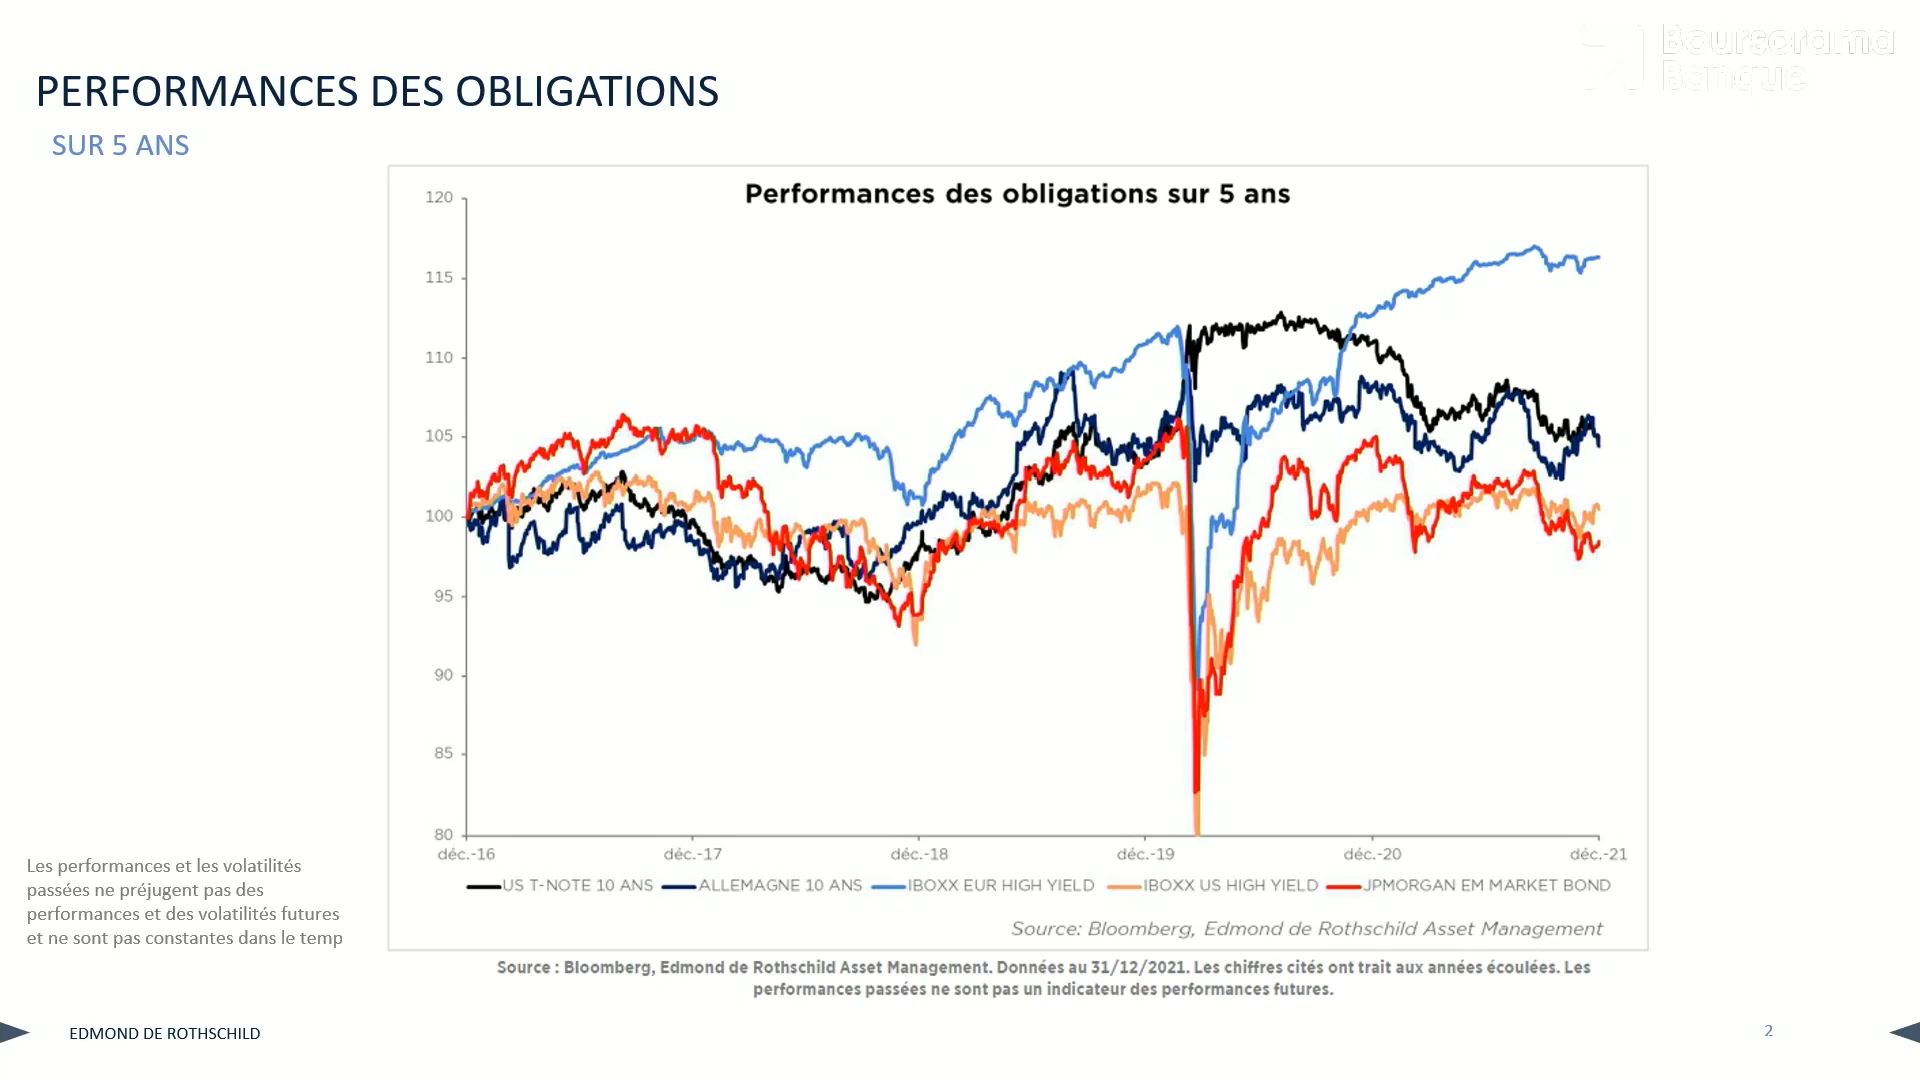 Boursorama
Banque
PERFORMANCES DES OBLIGATIONS
SUR 5 ANS
Performances des obligations sur 5 ans
120
115
110
105
100
95
90
85
80
déc.-16 déc.-17 déc.-18 déc.-19 déc.-20 déc.-21
US T-NOTE 10 ANS ALLEMAGNE 10 ANS IBOXX EUR HIGH YIELD IBOXX US HIGH YIELD JPMORGAN EM MARKET BOND
Source: Bloomberg, Edmond de Rothschild Asset Management
Les performances et les volatilités
passées ne préjugent pas des
performances et des volatilités futures
et ne sont pas constantes dans le temp
Source : Bloomberg, Edmond de Rothschild Asset Management. Données au 31/12/2021. Les chiffres cités ont trait aux années écoulées. Les
performances passées ne sont pas un indicateur des performances futures.
EDMOND DE ROTHSCHILD
2